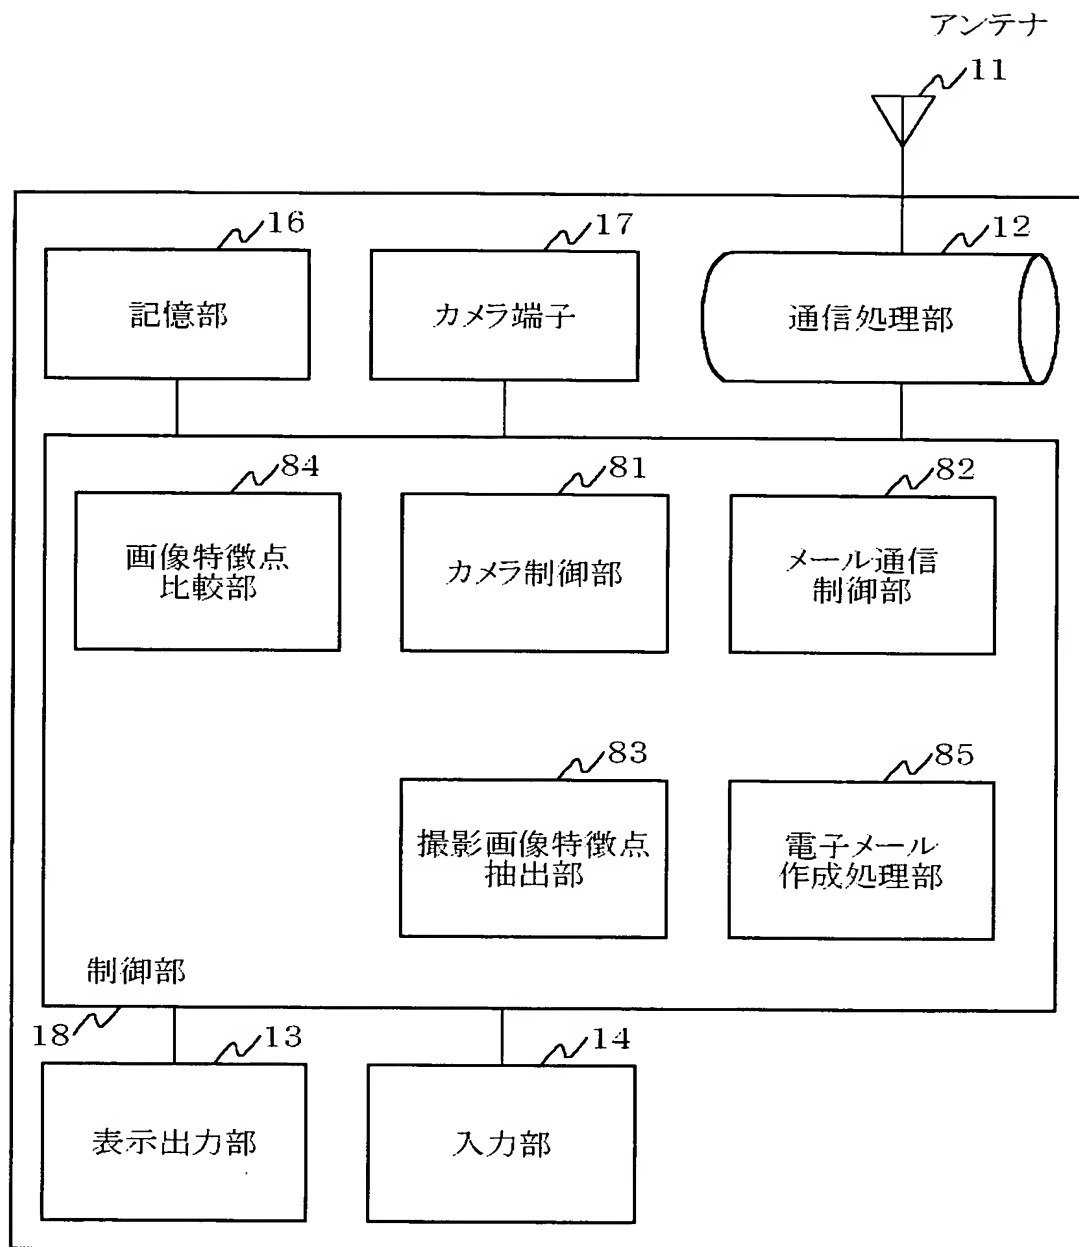 アンテナ
11
16
17
12
記憶部
カメラ端子
通信処理部
84
81
82
画像特徴点
比較部
カメラ制御部
メール通信
制御部
83
85
撮影画像特徴点
抽出部
電子メール
作成処理部
制御部
18
13
14
表示出力部
入力部